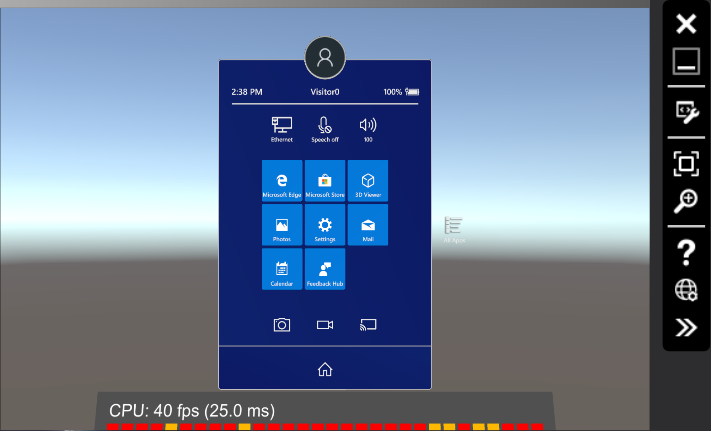 2:38 PM Visitor0 100%
Ethernet Speech off 100
Microsoft Edge Microsoft Store 3D Viewer
Photos Settings Mail
All apps
Calendar Feedback Hub
CPU: 40 fps (25.0 ms)